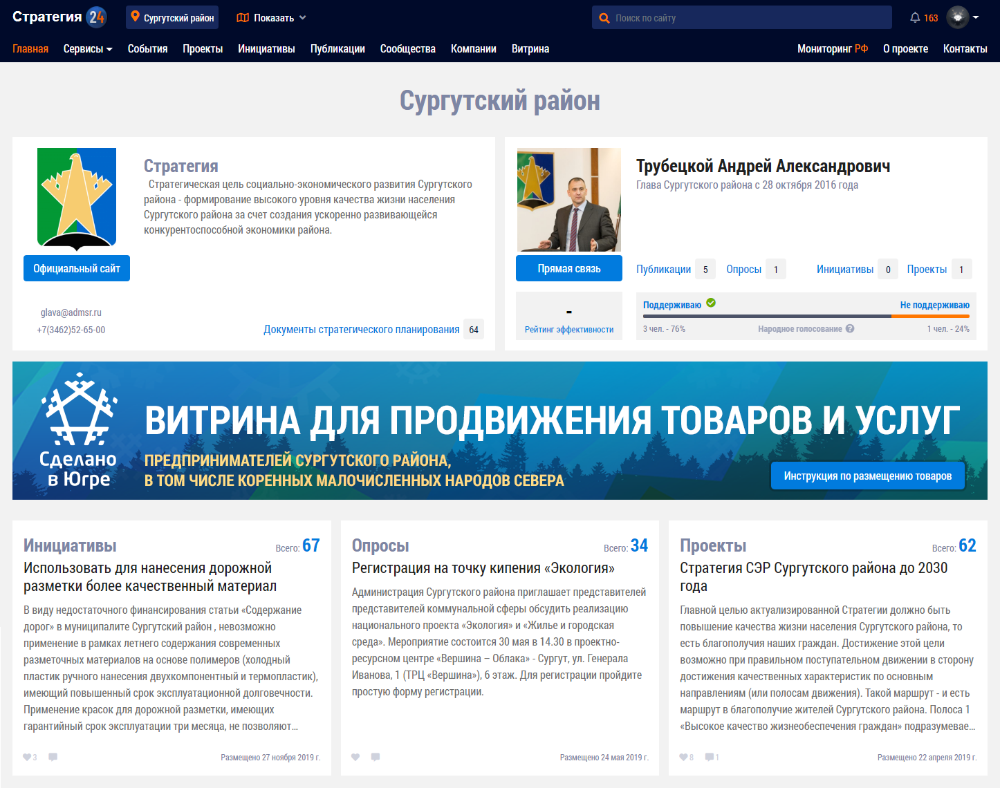 Стратегия 24
Сургутский район
Показать
Поиск по сайту
163
Главная Сервисы События Проекты Инициативы Публикации Сообщества Компании Витрина
Мониторинг РФ О проекте Контакты
Сургутский район
Стратегия
Стратегическая цель социально-экономического развития Сургутского
района - формирование высокого уровня качества жизни населения
Сургутского района за счет создания ускоренно развивающейся
конкурентоспособной экономики района.
Официальный сайт
glava@admsr.ru
+7(3462)52-65-00
Документы стратегического планирования 64
Трубецкой Андрей Александрович
Глава Сургутского района с 28 октября 2016 года
Прямая связь
Публикации 5 Опросы 1 Инициативы 0 Проекты 1
-
Рейтинг эффективности
Поддерживаю Не поддерживаю
3 чел. - 76% Народное голосование ? 1 чел. - 24%
Сделано
в Югре
ВИТРИНА ДЛЯ ПРОДВИЖЕНИЯ ТОВАРОВ И УСЛУГ
ПРЕДПРИНИМАТЕЛЕЙ СУРГУТСКОГО РАЙОНА,
В ТОМ ЧИСЛЕ КОРЕННЫХ МАЛОЧИСЛЕННЫХ НАРОДОВ СЕВЕРА
Инструкция по размещению товаров
Инициативы Всего: 67
Использовать для нанесения дорожной
разметки более качественный материал
В виду недостаточного финансирования статьи «Содержание
дорог» в муниципалите Сургутский район , невозможно
применение в рамках летнего содержания современных
разметочных материалов на основе полимеров (холодный
пластик ручного нанесения двухкомпонентный и термопластик),
имеющий повышенный срок эксплуатационной долговечности.
Применение красок для дорожной разметки, имеющих
гарантийный срок эксплуатации три месяца, не позволяют...
3 Размещено 27 ноября 2019 г.
Опросы Всего: 34
Регистрация на точку кипения «Экология»
Администрация Сургутского района приглашает представителей
представителей коммунальной сферы обсудить реализацию
национального проекта «Экология» и «Жилье и городская
среда». Мероприятие состоится 30 мая в 14.30 в проектно-
ресурсном центре «Вершина – Облака» - Сургут, ул. Генерала
Иванова, 1 (ТРЦ «Вершина»), 6 этаж. Для регистрации пройдите
простую форму регистрации.
Размещено 24 мая 2019 г.
Проекты Всего: 62
Стратегия СЭР Сургутского района до 2030
года
Главной целью актуализированной Стратегии должно быть
повышение качества жизни населения Сургутского района, то
есть благополучия наших граждан. Достижение этой цели
возможно при правильном поступательном движении в сторону
достижения качественных характеристик по основным
направлениям (или полосам движения). Такой маршрут - и есть
маршрут в благополучие жителей Сургутского района. Полоса 1
«Высокое качество жизнеобеспечения граждан» подразумевае...
8 1 Размещено 22 апреля 2019 г.